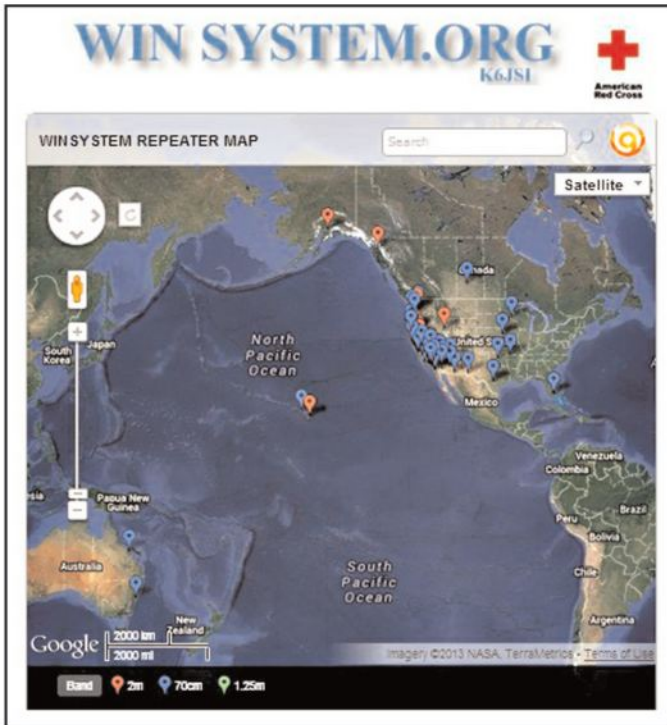 WIN SYSTEM.ORG
K6JSI
American
Red Cross
WINSYSTEM REPEATER MAP
Search
Satellite
Canada
North
Pacific
Ocean
Japan
South
Korea
Mexico
Venezuela
Colombia
Papua New
Guinea
Brazil
Peru
Bolivia
Australia
South
Pacific
Ocean
Chile
New
Zealand
Argentina
Google
2000 km
2000 mi
Imagery ©2013 NASA, TerraMetrics - Terms of Use
Band 2m 70cm 1.25m